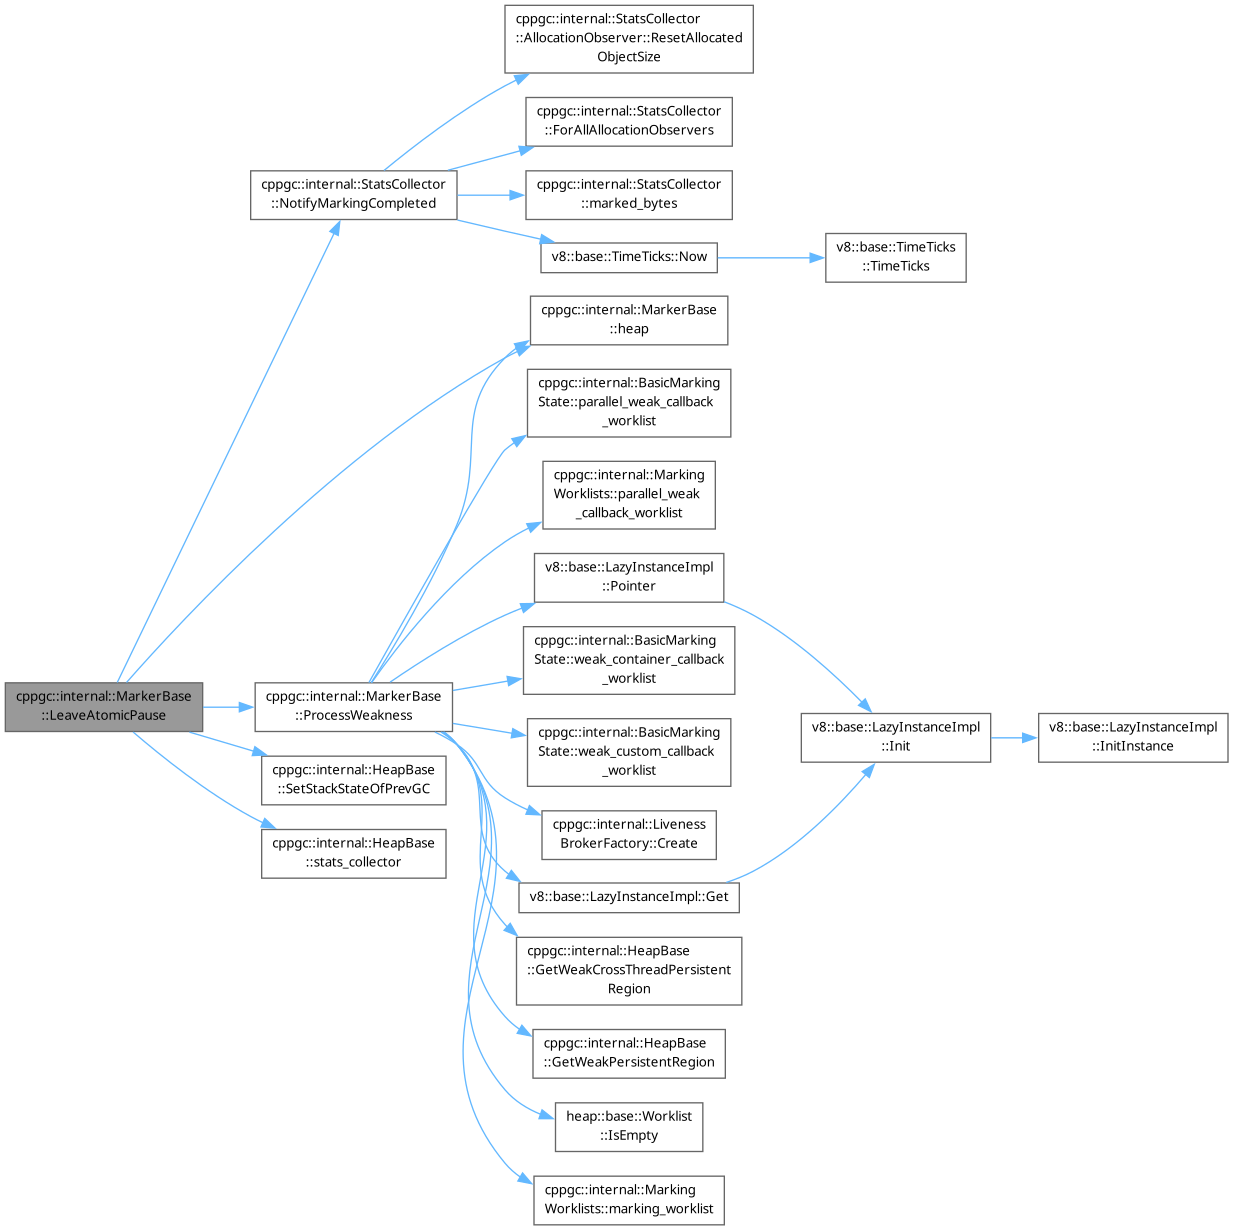 cppgc::internal::StatsCollector
::AllocationObserver::ResetAllocated
ObjectSize
cppgc::internal::StatsCollector
::ForAllAllocationObservers
cppgc::internal::StatsCollector
::NotifyMarkingCompleted
cppgc::internal::StatsCollector
::marked_bytes
v8::base::TimeTicks::Now
v8::base::TimeTicks
::TimeTicks
cppgc::internal::MarkerBase
::heap
cppgc::internal::BasicMarking
State::parallel_weak_callback
_worklist
cppgc::internal::Marking
Worklists::parallel_weak
_callback_worklist
v8::base::LazyInstanceImpl
::Pointer
cppgc::internal::BasicMarking
State::weak_container_callback
_worklist
cppgc::internal::MarkerBase
::LeaveAtomicPause
cppgc::internal::MarkerBase
::ProcessWeakness
cppgc::internal::BasicMarking
State::weak_custom_callback
_worklist
v8::base::LazyInstanceImpl
::Init
v8::base::LazyInstanceImpl
::InitInstance
cppgc::internal::HeapBase
::SetStackStateOfPrevGC
cppgc::internal::Liveness
BrokerFactory::Create
cppgc::internal::HeapBase
::stats_collector
v8::base::LazyInstanceImpl::Get
cppgc::internal::HeapBase
::GetWeakCrossThreadPersistent
Region
cppgc::internal::HeapBase
::GetWeakPersistentRegion
heap::base::Worklist
::IsEmpty
cppgc::internal::Marking
Worklists::marking_worklist